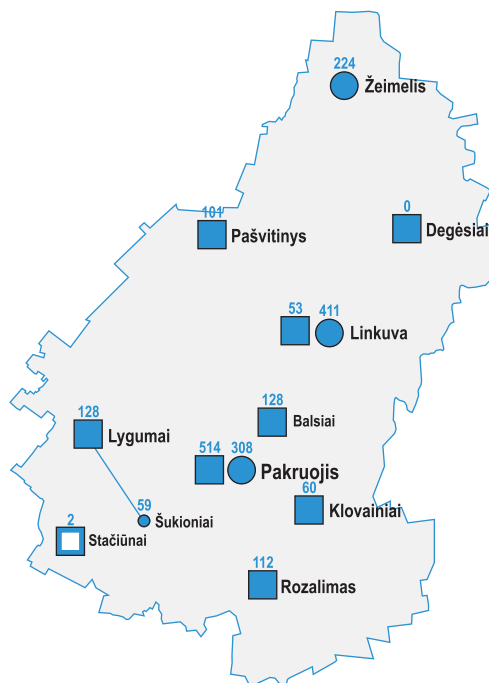 224
Žeimelis
0
Degėsiai
101
Pašvitinys
53
411
Linkuva
128
Balsiai
128
Lygumai
514
308
Pakruojis
60
Klovainiai
59
Šukioniai
2
Stačiūnai
112
Rozalimas